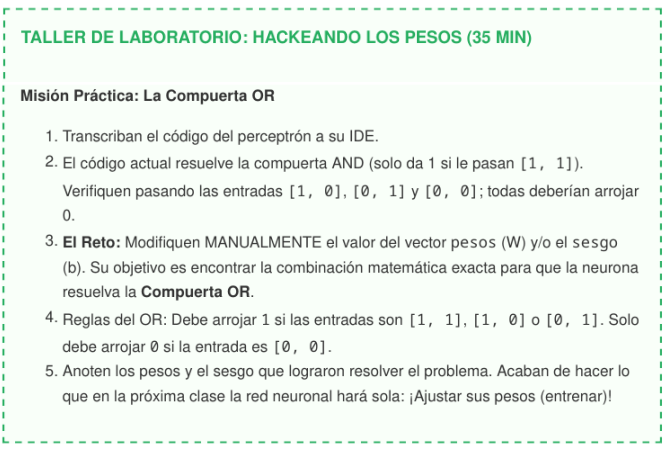 TALLER DE LABORATORIO: HACKEANDO LOS PESOS (35 MIN)
Misión Práctica: La Compuerta OR
1. Transcriban el código del perceptrón a su IDE.
2. El código actual resuelve la compuerta AND (solo da 1 si le pasan [1, 1]).
Verifiquen pasando las entradas [1, 0], [0, 1] y [0, 0]; todas deberían arrojar
0.
3. El Reto: Modifiquen MANUALMENTE el valor del vector pesos (W) y/o el sesgo
(b). Su objetivo es encontrar la combinación matemática exacta para que la neurona
resuelva la Compuerta OR.
4. Reglas del OR: Debe arrojar 1 si las entradas son [1, 1], [1, 0] o [0, 1]. Solo
debe arrojar 0 si la entrada es [0, 0].
5. Anoten los pesos y el sesgo que lograron resolver el problema. Acaban de hacer lo
que en la próxima clase la red neuronal hará sola: ¡Ajustar sus pesos (entrenar)!